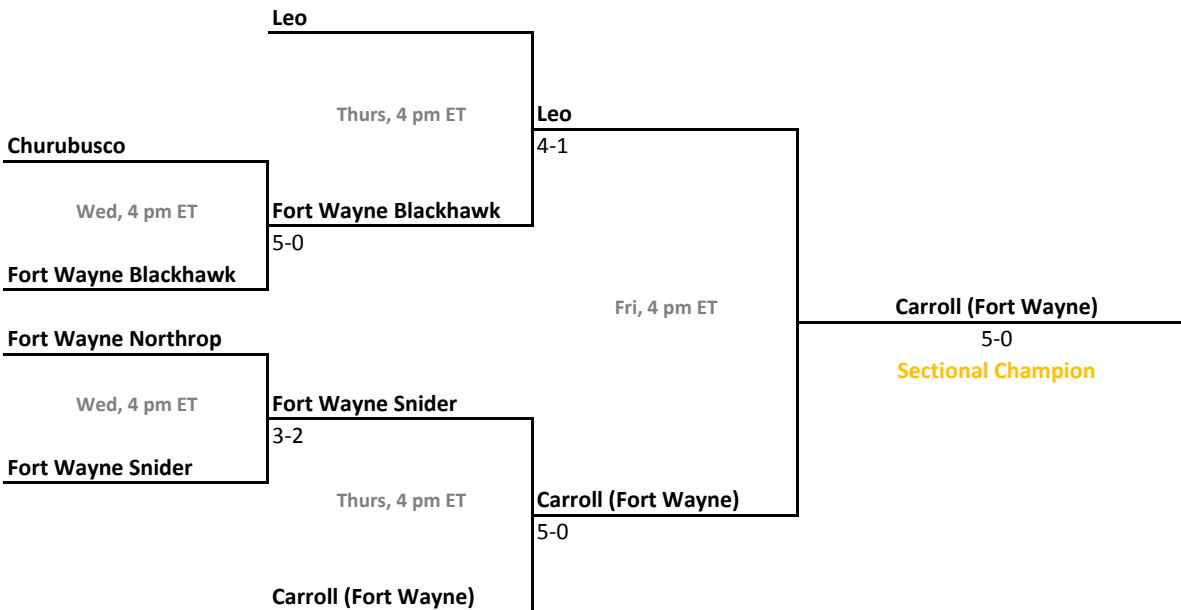 Leo
Thurs, 4 pm ET
Leo
4-1
Churubusco
Wed, 4 pm ET
Fort Wayne Blackhawk
5-0
Fort Wayne Blackhawk
Fri, 4 pm ET
Carroll (Fort Wayne)
5-0
Sectional Champion
Fort Wayne Northrop
Wed, 4 pm ET
Fort Wayne Snider
3-2
Fort Wayne Snider
Thurs, 4 pm ET
Carroll (Fort Wayne)
5-0
Carroll (Fort Wayne)